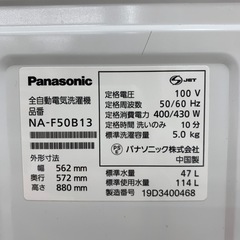 Panasonic
全自動電気洗濯機
品番
NA-F50B13
外形寸法
幅 562 mm
奥行 572 mm
高さ 880 mm
JET
定格電圧 100 V
定格周波数 50/60 Hz
定格消費電力 400/430 W
定格時間 洗いのみ 10分
標準洗濯容量 5.0 kg
パナソニック株式会社
中国製
標準水量 47 L
標準使用水量 114 L
製造番号 19D3400468